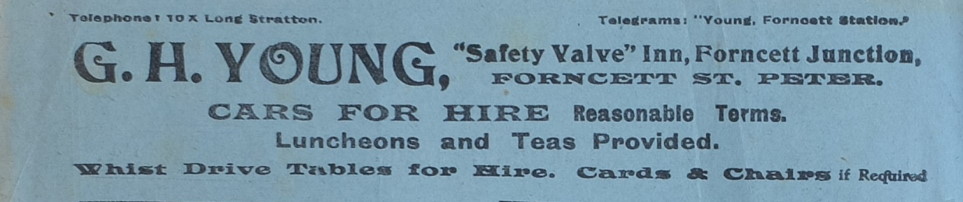 Telephone: 10 X Long Stratton. Telegrams: "Young, Forncett Station."
G. H. YOUNG, "Safety Valve" Inn, Forncett Junction,
FORNCETT ST. PETER.
CARS FOR HIRE Reasonable Terms.
Luncheons and Teas Provided.
Whist Drive Tables for Hire. Cards & Chairs if Required